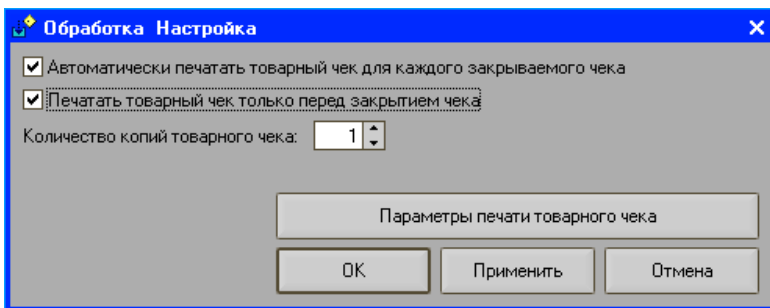 Обработка Настройка
Автоматически печатать товарный чек для каждого закрываемого чека
Печатать товарный чек только перед закрытием чека
Количество копий товарного чека: 1
Параметры печати товарного чека
OK Применить Отмена